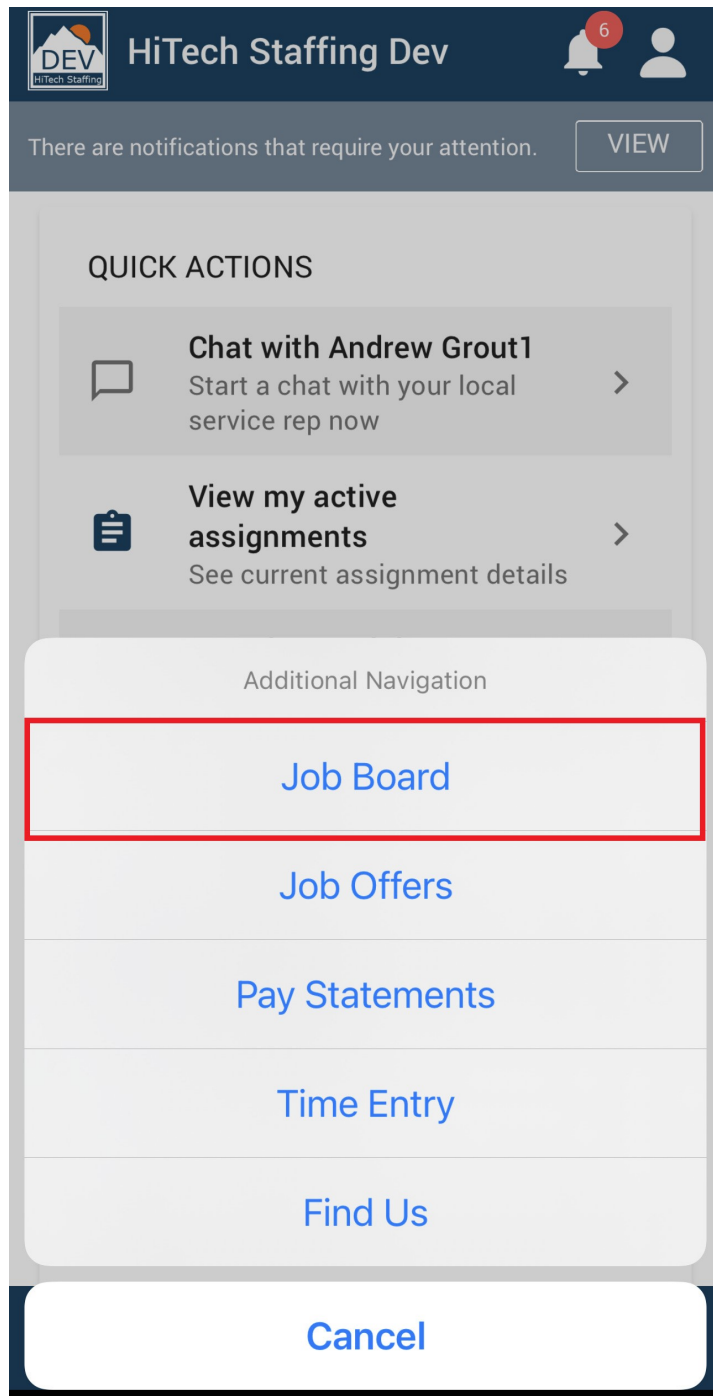 DEV
HiTech Staffing
HiTech Staffing Dev
6
There are notifications that require your attention.
VIEW
QUICK ACTIONS
Chat with Andrew Grout1
Start a chat with your local
service rep now
View my active
assignments
See current assignment details
Additional Navigation
Job Board
Job Offers
Pay Statements
Time Entry
Find Us
Cancel